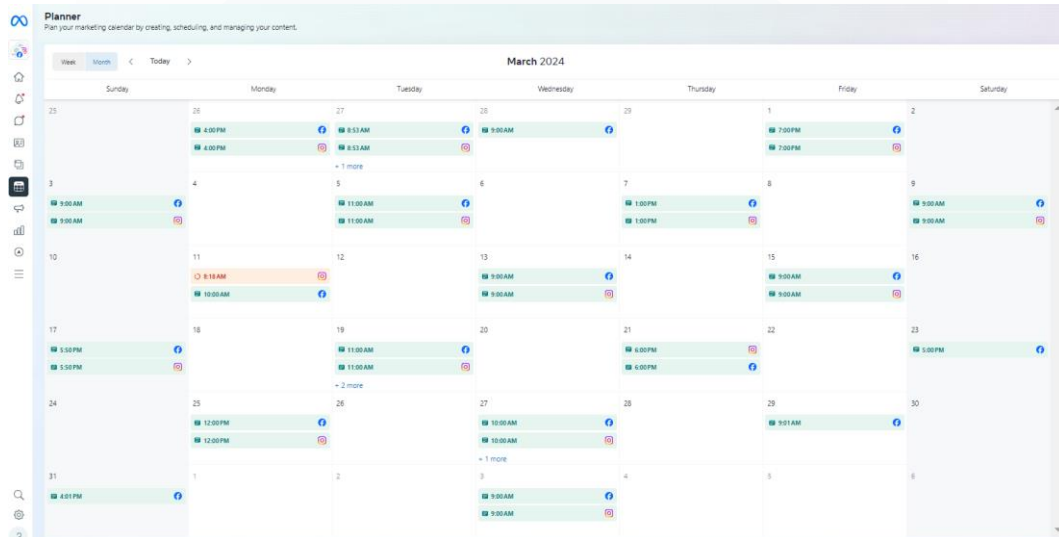 Planner
Plan your marketing calendar by creating, scheduling, and managing your content.
Week Month Today March 2024
Sunday Monday Tuesday Wednesday Thursday Friday Saturday
25 26 27 28 29 1 2
4:00 PM 8:53 AM 9:00 AM 7:00 PM
4:00 PM 8:53 AM 7:00 PM
+ 1 more
3 4 5 6 7 8 9
9:00 AM 11:00 AM 1:00 PM 9:00 AM
9:00 AM 11:00 AM 1:00 PM 9:00 AM
10 11 12 13 14 15 16
8:18 AM 9:00 AM 9:00 AM
10:00 AM 9:00 AM 9:00 AM
17 18 19 20 21 22 23
5:50 PM 11:00 AM 6:00 PM 5:00 PM
5:50 PM 11:00 AM 6:00 PM
+ 2 more
24 25 26 27 28 29 30
12:00 PM 10:00 AM 9:01 AM
12:00 PM 10:00 AM
+ 1 more
31 1 2 3 4 5 6
4:01 PM 9:00 AM
9:00 AM